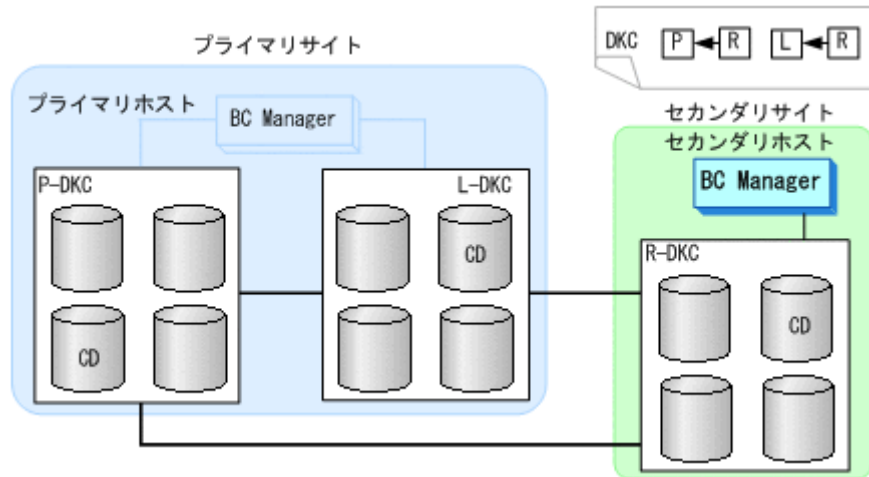 プライマリサイト
DKC P R L R
セカンダリサイト
プライマリホスト
BC Manager
セカンダリホスト
BC Manager
P-DKC
L-DKC
R-DKC
CD
CD
CD